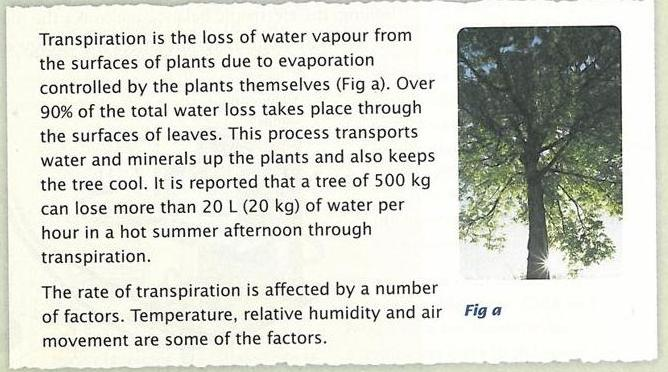 Transpiration is the loss of water vapour from
the surfaces of plants due to evaporation
controlled by the plants themselves (Fig a). Over
90% of the total water loss takes place through
the surfaces of leaves. This process transports
water and minerals up the plants and also keeps
the tree cool. It is reported that a tree of 500 kg
can lose more than 20 L (20 kg) of water per
hour in a hot summer afternoon through
transpiration.
The rate of transpiration is affected by a number
of factors. Temperature, relative humidity and air
movement are some of the factors.
Fig a